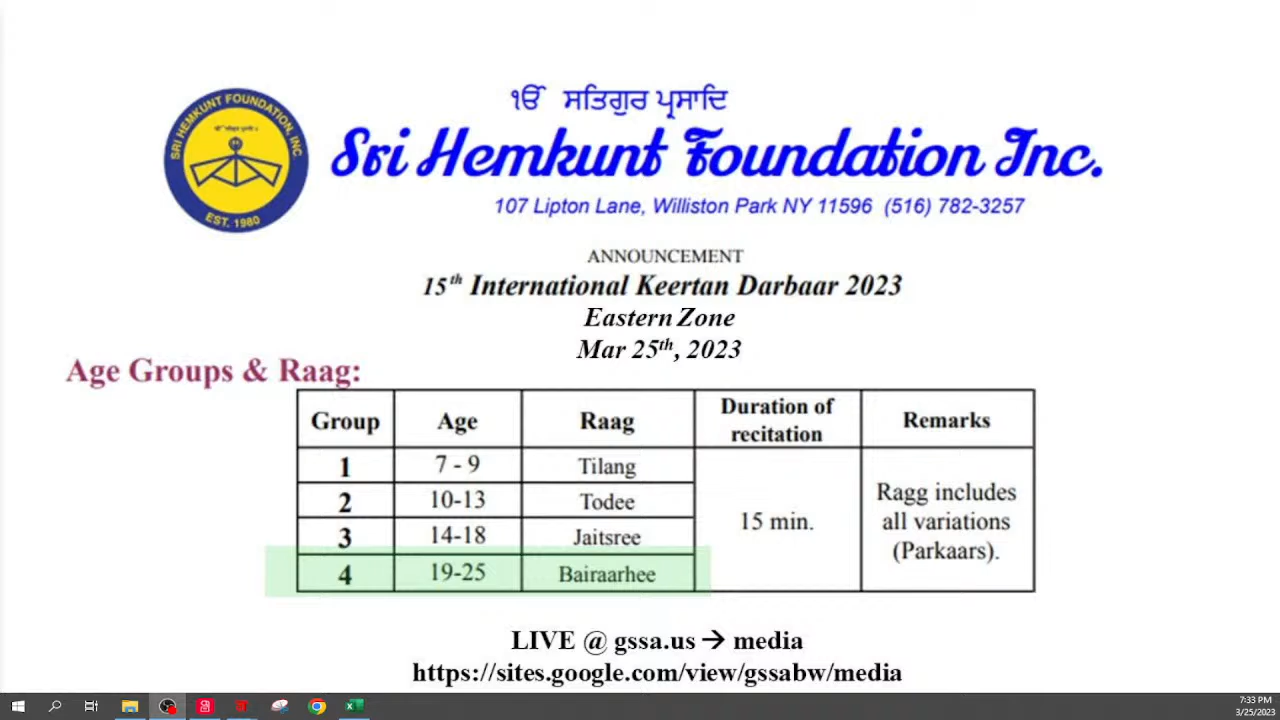 ੴ ਸਤਿਗੁਰ ਪ੍ਰਸਾਦਿ
SRI HEMKUNT FOUNDATION, INC
EST. 1980
Sri Hemkunt Foundation Inc.
107 Lipton Lane, Williston Park NY 11596 (516) 782-3257
ANNOUNCEMENT
15th International Keertan Darbaar 2023
Eastern Zone
Mar 25th, 2023
Age Groups & Raag:
Group Age Raag Duration of recitation Remarks
1 7 - 9 Tilang
2 10-13 Todee
3 14-18 Jaitsree
4 19-25 Bairaarhee
15 min.
Ragg includes
all variations
(Parkaars).
LIVE @ gssa.us → media
https://sites.google.com/view/gssabw/media
7:33 PM
3/25/2023